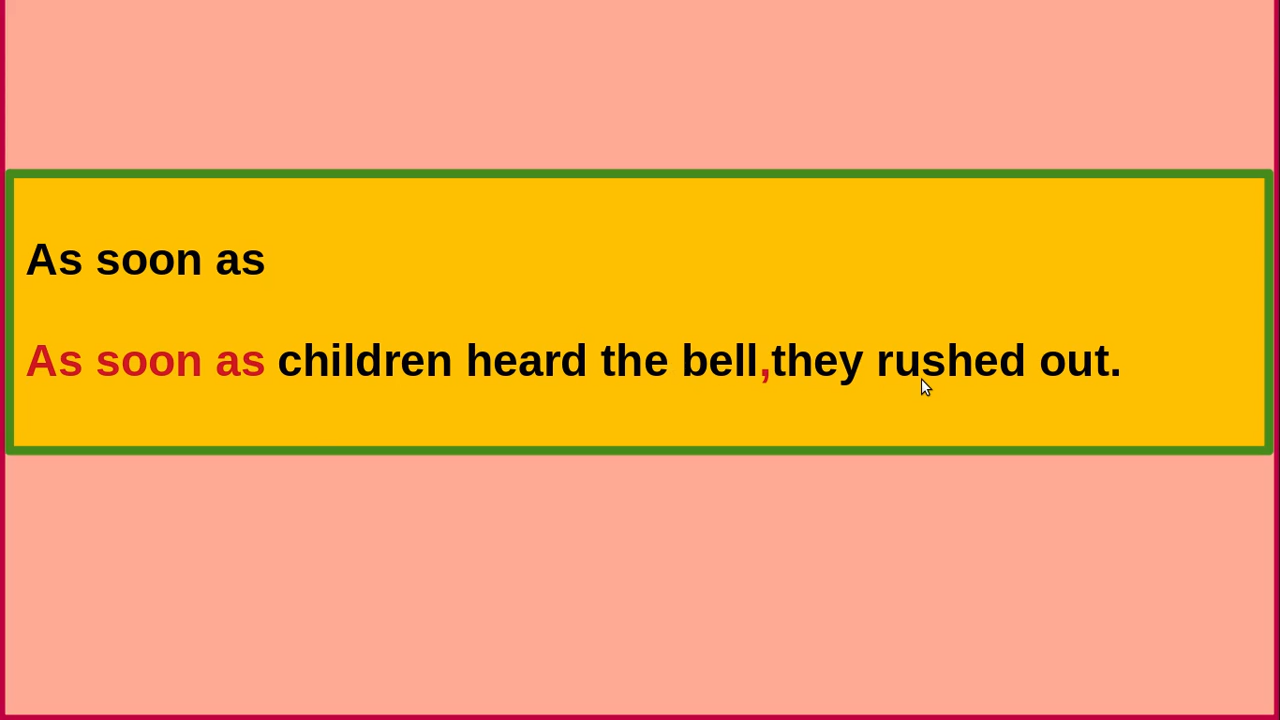 As soon as
As soon as children heard the bell,they rushed out.